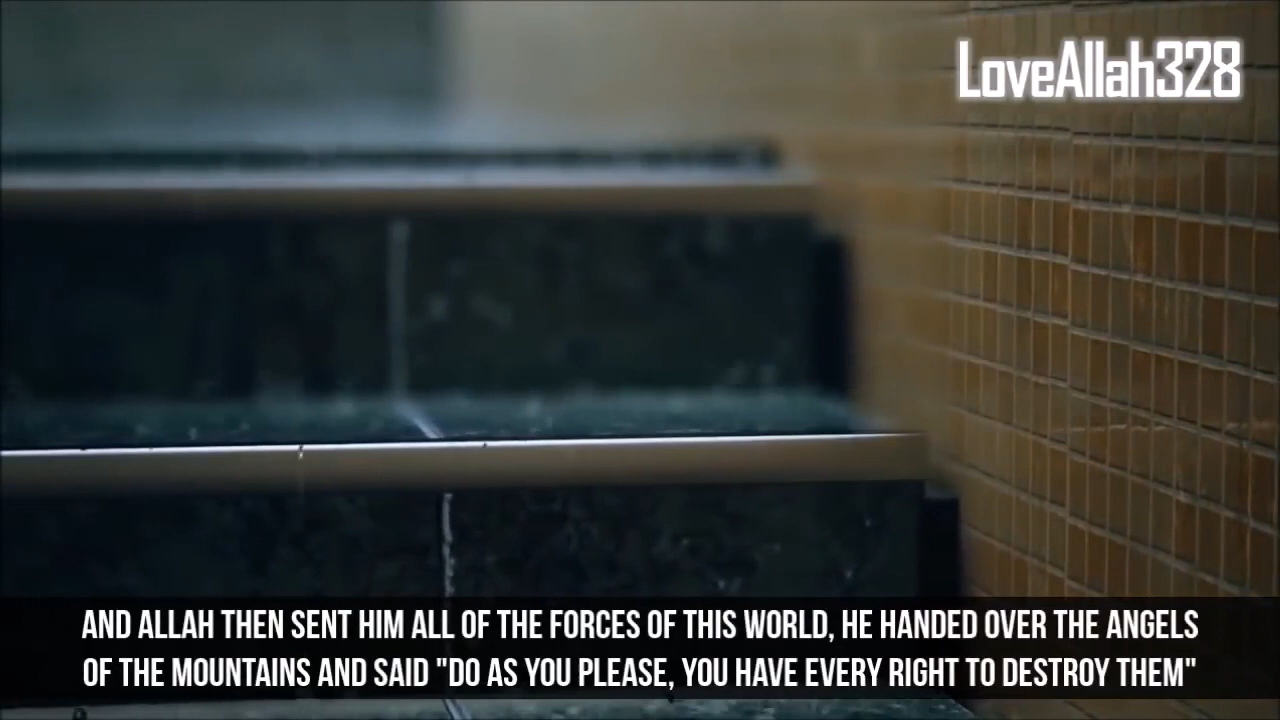 LoveAllah328
AND ALLAH THEN SENT HIM ALL OF THE FORCES OF THIS WORLD, HE HANDED OVER THE ANGELS
OF THE MOUNTAINS AND SAID "DO AS YOU PLEASE, YOU HAVE EVERY RIGHT TO DESTROY THEM"